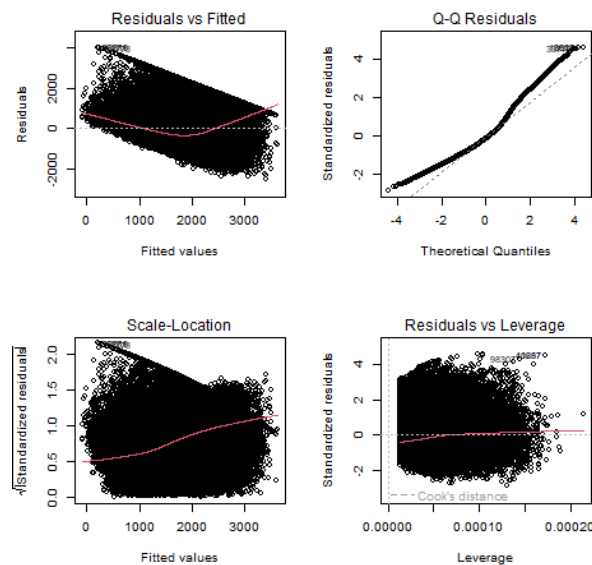 Residuals vs Fitted
Residuals
-2000
0
2000
0
1000
2000
3000
Fitted values
Q-Q Residuals
Standardized residuals
-2
0
2
4
-4
-2
0
2
4
Theoretical Quantiles
Scale-Location
√|Standardized residuals|
0.0
0.5
1.0
1.5
2.0
0
1000
2000
3000
Fitted values
Residuals vs Leverage
Standardized residuals
-2
0
2
4
Cook's distance
0.00000
0.00010
0.00020
Leverage